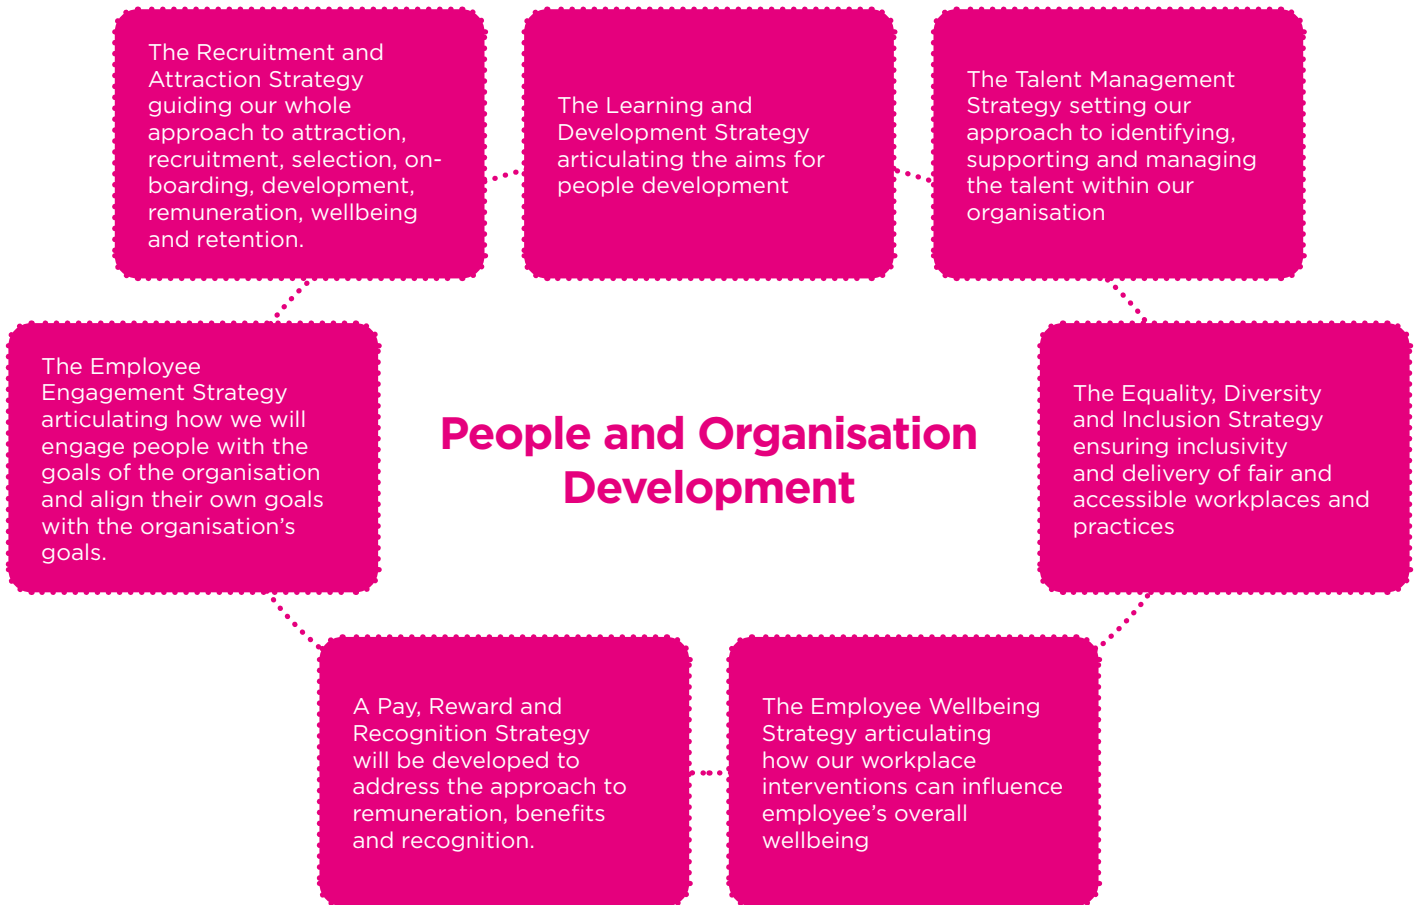 The Recruitment and
Attraction Strategy
guiding our whole
approach to attraction,
recruitment, selection, on-
boarding, development,
remuneration, wellbeing
and retention.
The Learning and
Development Strategy
articulating the aims for
people development
The Talent Management
Strategy setting our
approach to identifying,
supporting and managing
the talent within our
organisation
The Employee
Engagement Strategy
articulating how we will
engage people with the
goals of the organisation
and align their own goals
with the organisation’s
goals.
People and Organisation
Development
The Equality, Diversity
and Inclusion Strategy
ensuring inclusivity
and delivery of fair and
accessible workplaces and
practices
A Pay, Reward and
Recognition Strategy
will be developed to
address the approach to
remuneration, benefits
and recognition.
The Employee Wellbeing
Strategy articulating
how our workplace
interventions can influence
employee’s overall
wellbeing